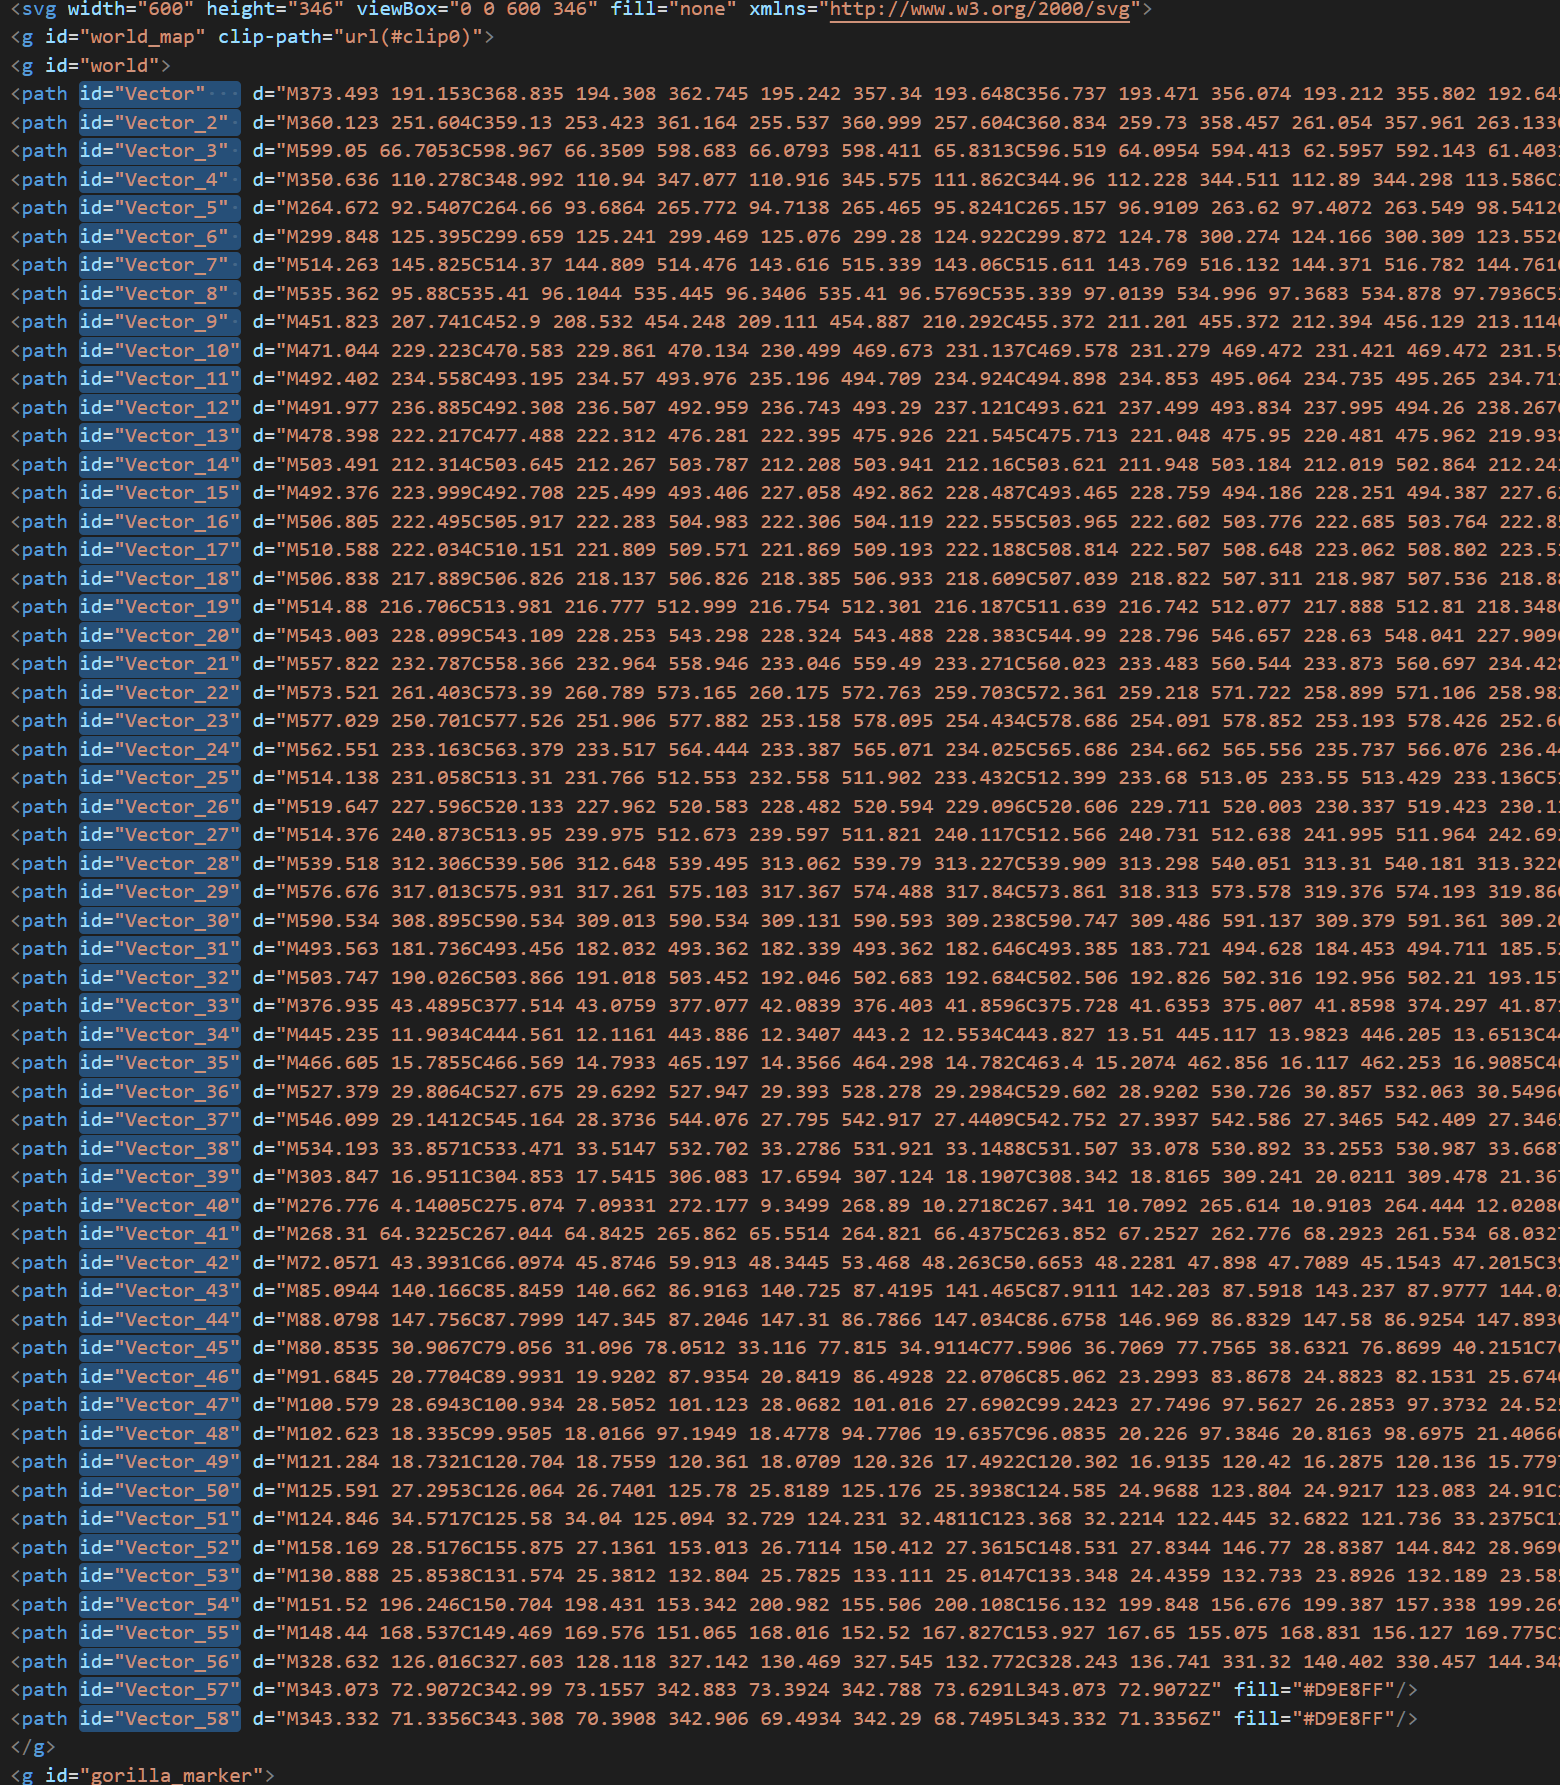 <svg width="600" height="346" viewBox="0 0 600 346" fill="none" xmlns="http://www.w3.org/2000/svg">
<g id="world_map" clip-path="url(#clip0)">
<g id="world">
<path id="Vector"···· d="M373.493 191.153C368.835 194.308 362.745 195.242 357.34 193.648C356.737 193.471 356.074 193.212 355.802 192.645
<path id="Vector_2"· d="M360.123 251.604C359.13 253.423 361.164 255.537 360.999 257.604C360.834 259.73 358.457 261.054 357.961 263.133C
<path id="Vector_3"· d="M599.05 66.7053C598.967 66.3509 598.683 66.0793 598.411 65.8313C596.519 64.0954 594.413 62.5957 592.143 61.403
<path id="Vector_4"· d="M350.636 110.278C348.992 110.94 347.077 110.916 345.575 111.862C344.96 112.228 344.511 112.89 344.298 113.586C
<path id="Vector_5"· d="M264.672 92.5407C264.66 93.6864 265.772 94.7138 265.465 95.8241C265.157 96.9109 263.62 97.4072 263.549 98.5412
<path id="Vector_6"· d="M299.848 125.395C299.659 125.241 299.469 125.076 299.28 124.922C299.872 124.78 300.274 124.166 300.309 123.552C
<path id="Vector_7"· d="M514.263 145.825C514.37 144.809 514.476 143.616 515.339 143.06C515.611 143.769 516.132 144.371 516.782 144.761C
<path id="Vector_8"· d="M535.362 95.88C535.41 96.1044 535.445 96.3406 535.41 96.5769C535.339 97.0139 534.996 97.3683 534.878 97.7936C5
<path id="Vector_9"· d="M451.823 207.741C452.9 208.532 454.248 209.111 454.887 210.292C455.372 211.201 455.372 212.394 456.129 213.114C
<path id="Vector_10" d="M471.044 229.223C470.583 229.861 470.134 230.499 469.673 231.137C469.578 231.279 469.472 231.421 469.472 231.5
<path id="Vector_11" d="M492.402 234.558C493.195 234.57 493.976 235.196 494.709 234.924C494.898 234.853 495.064 234.735 495.265 234.71
<path id="Vector_12" d="M491.977 236.885C492.308 236.507 492.959 236.743 493.29 237.121C493.621 237.499 493.834 237.995 494.26 238.267C
<path id="Vector_13" d="M478.398 222.217C477.488 222.312 476.281 222.395 475.926 221.545C475.713 221.048 475.95 220.481 475.962 219.93
<path id="Vector_14" d="M503.491 212.314C503.645 212.267 503.787 212.208 503.941 212.16C503.621 211.948 503.184 212.019 502.864 212.24
<path id="Vector_15" d="M492.376 223.999C492.708 225.499 493.406 227.058 492.862 228.487C493.465 228.759 494.186 228.251 494.387 227.6
<path id="Vector_16" d="M506.805 222.495C505.917 222.283 504.983 222.306 504.119 222.555C503.965 222.602 503.776 222.685 503.764 222.8
<path id="Vector_17" d="M510.588 222.034C510.151 221.809 509.571 221.869 509.193 222.188C508.814 222.507 508.648 223.062 508.802 223.5
<path id="Vector_18" d="M506.838 217.889C506.826 218.137 506.826 218.385 506.933 218.609C507.039 218.822 507.311 218.987 507.536 218.8
<path id="Vector_19" d="M514.88 216.706C513.981 216.777 512.999 216.754 512.301 216.187C511.639 216.742 512.077 217.888 512.81 218.348C
<path id="Vector_20" d="M543.003 228.099C543.109 228.253 543.298 228.324 543.488 228.383C544.99 228.796 546.657 228.63 548.041 227.909C
<path id="Vector_21" d="M557.822 232.787C558.366 232.964 558.946 233.046 559.49 233.271C560.023 233.483 560.544 233.873 560.697 234.42
<path id="Vector_22" d="M573.521 261.403C573.39 260.789 573.165 260.175 572.763 259.703C572.361 259.218 571.722 258.899 571.106 258.98
<path id="Vector_23" d="M577.029 250.701C577.526 251.906 577.882 253.158 578.095 254.434C578.686 254.091 578.852 253.193 578.426 252.6
<path id="Vector_24" d="M562.551 233.163C563.379 233.517 564.444 233.387 565.071 234.025C565.686 234.662 565.556 235.737 566.076 236.4
<path id="Vector_25" d="M514.138 231.058C513.31 231.766 512.553 232.558 511.902 233.432C512.399 233.68 513.05 233.55 513.429 233.136C5
<path id="Vector_26" d="M519.647 227.596C520.133 227.962 520.583 228.482 520.594 229.096C520.606 229.711 520.003 230.337 519.423 230.1
<path id="Vector_27" d="M514.376 240.873C513.95 239.975 512.673 239.597 511.821 240.117C512.566 240.731 512.638 241.995 511.964 242.69
<path id="Vector_28" d="M539.518 312.306C539.506 312.648 539.495 313.062 539.79 313.227C539.909 313.298 540.051 313.31 540.181 313.322C
<path id="Vector_29" d="M576.676 317.013C575.931 317.261 575.103 317.367 574.488 317.84C573.861 318.313 573.578 319.376 574.193 319.86
<path id="Vector_30" d="M590.534 308.895C590.534 309.013 590.534 309.131 590.593 309.238C590.747 309.486 591.137 309.379 591.361 309.2
<path id="Vector_31" d="M493.563 181.736C493.456 182.032 493.362 182.339 493.362 182.646C493.385 183.721 494.628 184.453 494.711 185.5
<path id="Vector_32" d="M503.747 190.026C503.866 191.018 503.452 192.046 502.683 192.684C502.506 192.826 502.316 192.956 502.21 193.15
<path id="Vector_33" d="M376.935 43.4895C377.514 43.0759 377.077 42.0839 376.403 41.8596C375.728 41.6353 375.007 41.8598 374.297 41.87
<path id="Vector_34" d="M445.235 11.9034C444.561 12.1161 443.886 12.3407 443.2 12.5534C443.827 13.51 445.117 13.9823 446.205 13.6513C4
<path id="Vector_35" d="M466.605 15.7855C466.569 14.7933 465.197 14.3566 464.298 14.782C463.4 15.2074 462.856 16.117 462.253 16.9085C4
<path id="Vector_36" d="M527.379 29.8064C527.675 29.6292 527.947 29.393 528.278 29.2984C529.602 28.9202 530.726 30.857 532.063 30.5496
<path id="Vector_37" d="M546.099 29.1412C545.164 28.3736 544.076 27.795 542.917 27.4409C542.752 27.3937 542.586 27.3465 542.409 27.346
<path id="Vector_38" d="M534.193 33.8571C533.471 33.5147 532.702 33.2786 531.921 33.1488C531.507 33.078 530.892 33.2553 530.987 33.668
<path id="Vector_39" d="M303.847 16.9511C304.853 17.5415 306.083 17.6594 307.124 18.1907C308.342 18.8165 309.241 20.0211 309.478 21.36
<path id="Vector_40" d="M276.776 4.14005C275.074 7.09331 272.177 9.3499 268.89 10.2718C267.341 10.7092 265.614 10.9103 264.444 12.0208C
<path id="Vector_41" d="M268.31 64.3225C267.044 64.8425 265.862 65.5514 264.821 66.4375C263.852 67.2527 262.776 68.2923 261.534 68.032
<path id="Vector_42" d="M72.0571 43.3931C66.0974 45.8746 59.913 48.3445 53.468 48.263C50.6653 48.2281 47.898 47.7089 45.1543 47.2015C3
<path id="Vector_43" d="M85.0944 140.166C85.8459 140.662 86.9163 140.725 87.4195 141.465C87.9111 142.203 87.5918 143.237 87.9777 144.0
<path id="Vector_44" d="M88.0798 147.756C87.7999 147.345 87.2046 147.31 86.7866 147.034C86.6758 146.969 86.8329 147.58 86.9254 147.893C
<path id="Vector_45" d="M80.8535 30.9067C79.056 31.096 78.0512 33.116 77.815 34.9114C77.5906 36.7069 77.7565 38.6321 76.8699 40.2151C7
<path id="Vector_46" d="M91.6845 20.7704C89.9931 19.9202 87.9354 20.8419 86.4928 22.0706C85.062 23.2993 83.8678 24.8823 82.1531 25.674
<path id="Vector_47" d="M100.579 28.6943C100.934 28.5052 101.123 28.0682 101.016 27.6902C99.2423 27.7496 97.5627 26.2853 97.3732 24.52
<path id="Vector_48" d="M102.623 18.335C99.9505 18.0166 97.1949 18.4778 94.7706 19.6357C96.0835 20.226 97.3846 20.8163 98.6975 21.4066
<path id="Vector_49" d="M121.284 18.7321C120.704 18.7559 120.361 18.0709 120.326 17.4922C120.302 16.9135 120.42 16.2875 120.136 15.779
<path id="Vector_50" d="M125.591 27.2953C126.064 26.7401 125.78 25.8189 125.176 25.3938C124.585 24.9688 123.804 24.9217 123.083 24.91C
<path id="Vector_51" d="M124.846 34.5717C125.58 34.04 125.094 32.729 124.231 32.4811C123.368 32.2214 122.445 32.6822 121.736 33.2375C1
<path id="Vector_52" d="M158.169 28.5176C155.875 27.1361 153.013 26.7114 150.412 27.3615C148.531 27.8344 146.77 28.8387 144.842 28.969
<path id="Vector_53" d="M130.888 25.8538C131.574 25.3812 132.804 25.7825 133.111 25.0147C133.348 24.4359 132.733 23.8926 132.189 23.58
<path id="Vector_54" d="M151.52 196.246C150.704 198.431 153.342 200.982 155.506 200.108C156.132 199.848 156.676 199.387 157.338 199.26
<path id="Vector_55" d="M148.44 168.537C149.469 169.576 151.065 168.016 152.52 167.827C153.927 167.65 155.075 168.831 156.127 169.775C
<path id="Vector_56" d="M328.632 126.016C327.603 128.118 327.142 130.469 327.545 132.772C328.243 136.741 331.32 140.402 330.457 144.34
<path id="Vector_57" d="M343.073 72.9072C342.99 73.1557 342.883 73.3924 342.788 73.6291L343.073 72.9072Z" fill="#D9E8FF"/>
<path id="Vector_58" d="M343.332 71.3356C343.308 70.3908 342.906 69.4934 342.29 68.7495L343.332 71.3356Z" fill="#D9E8FF"/>
</g>
<g id="gorilla_marker">